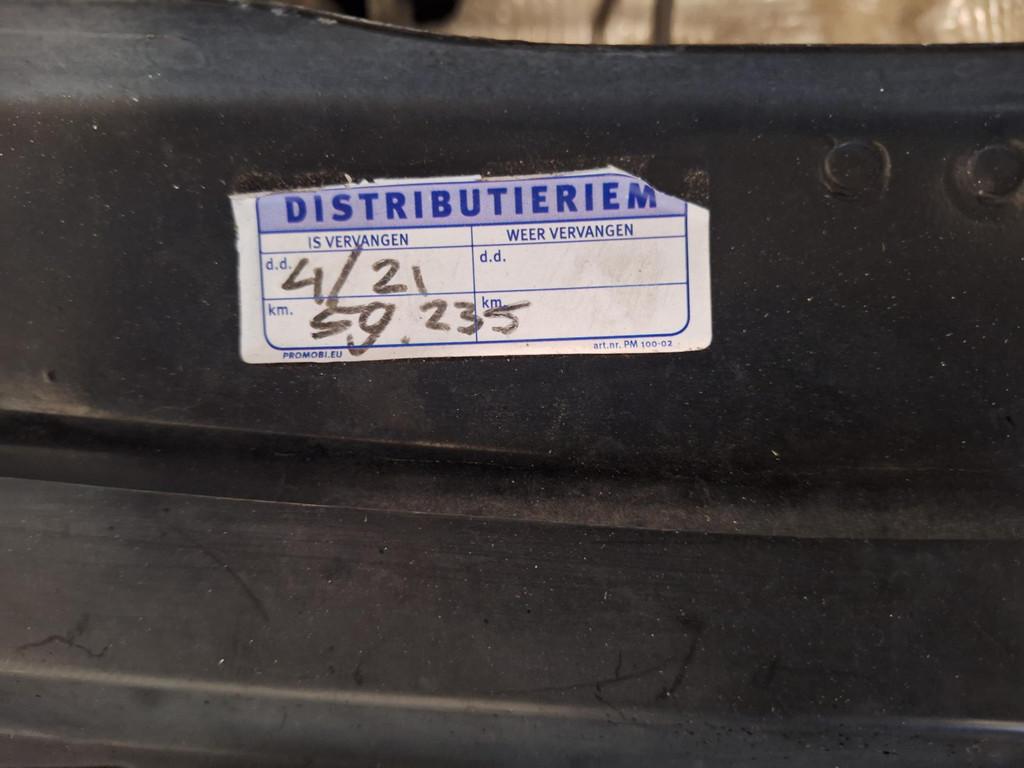 DISTRIBUTIERIEM
IS VERVANGEN WEER VERVANGEN
d.d. 4/21 d.d.
km. 59.235 km.
PROMOBI.EU art.nr. PM 100-02